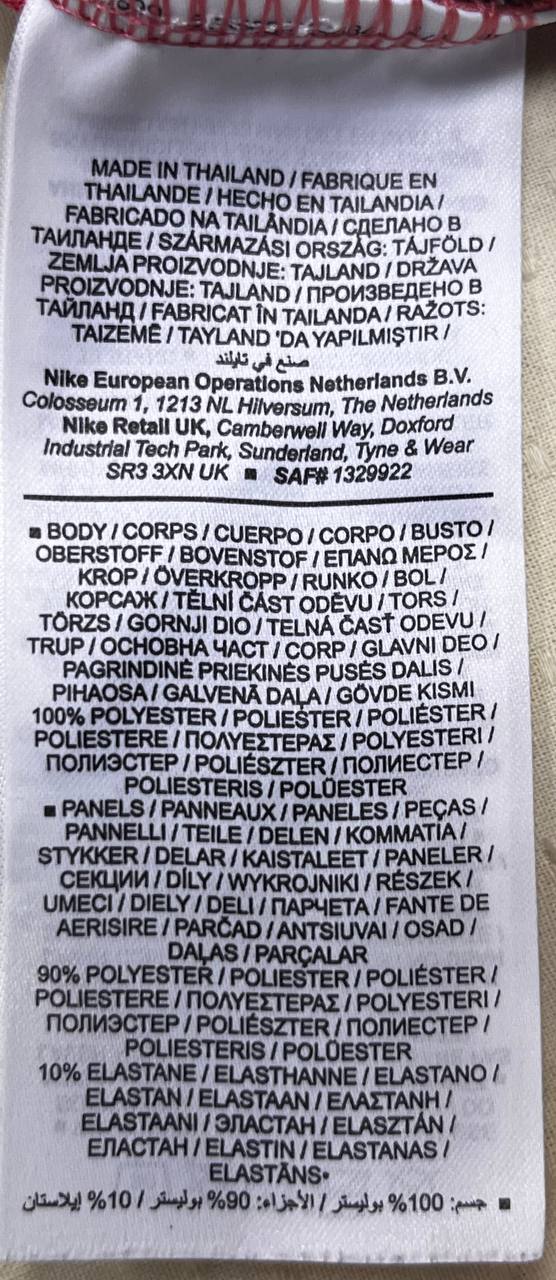 MADE IN THAILAND / FABRIQUE EN
THAILANDE / HECHO EN TAILANDIA /
FABRICADO NA TAILÂNDIA / СДЕЛАНО В
ТАИЛАНДЕ / SZÁRMAZÁSI ORSZÁG: TÁJFÖLD /
ZEMLJA PROIZVODNJE: TAJLAND / DRŽAVA
PROIZVODNJE: TAJLAND / ПРОИЗВЕДЕНО В
ТАЙЛАНД / FABRICAT ÎN TAILANDA / RAŽOTS:
TAIZEMĒ / TAYLAND 'DA YAPILMIŞTIR /
صنع في تايلند
Nike European Operations Netherlands B.V.
Colosseum 1, 1213 NL Hilversum, The Netherlands
Nike Retail UK, Camberwell Way, Doxford
Industrial Tech Park, Sunderland, Tyne & Wear
SR3 3XN UK ■ SAF# 1329922
■ BODY / CORPS / CUERPO / CORPO / BUSTO /
OBERSTOFF / BOVENSTOF / ΕΠΑΝΩ ΜΕΡΟΣ /
KROP / ÖVERKROPP / RUNKO / BOL /
КОРСАЖ / TĚLNÍ ČÁST ODĚVU / TORS /
TÖRZS / GORNJI DIO / TELNÁ ČASŤ ODEVU /
TRUP / ОСНОВНА ЧАСТ / CORP / GLAVNI DEO /
PAGRINDINĖ PRIEKINĖS PUSĖS DALIS /
PIHAOSA / GALVENĀ DAĻA / GÖVDE KISMI
100% POLYESTER / POLIESTER / POLIÉSTER /
POLIESTERE / ΠΟΛΥΕΣΤΕΡΑΣ / POLYESTERI /
ПОЛИЭСТЕР / POLIÉSZTER / ПОЛИЕСТЕР /
POLIESTERIS / POLÜESTER
■ PANELS / PANNEAUX / PANELES / PEÇAS /
PANNELLI / TEILE / DELEN / KOMMATIA /
STYKKER / DELAR / KAISTALEET / PANELER /
СЕКЦИИ / DÍLY / WYKROJNIKI / RÉSZEK /
UMECI / DIELY / DELI / ПАРЧЕТА / FANTE DE
AERISIRE / PARČAD / ANTSIUVAI / OSAD /
DAĻAS / PARÇALAR
90% POLYESTER / POLIESTER / POLIÉSTER /
POLIESTERE / ΠΟΛΥΕΣΤΕΡΑΣ / POLYESTERI /
ПОЛИЭСТЕР / POLIÉSZTER / ПОЛИЕСТЕР /
POLIESTERIS / POLÜESTER
10% ELASTANE / ELASTHANNE / ELASTANO /
ELASTAN / ELASTAAN / ΕΛΑΣΤΑΝΗ /
ELASTAANI / ЭЛАСТАН / ELASZTÁN /
ЕЛАСТАН / ELASTIN / ELASTANAS /
ELASTĀNS•
■ جسم: 100% بوليستر / الأجزاء: 90% بوليستر / 10% إيلاستان